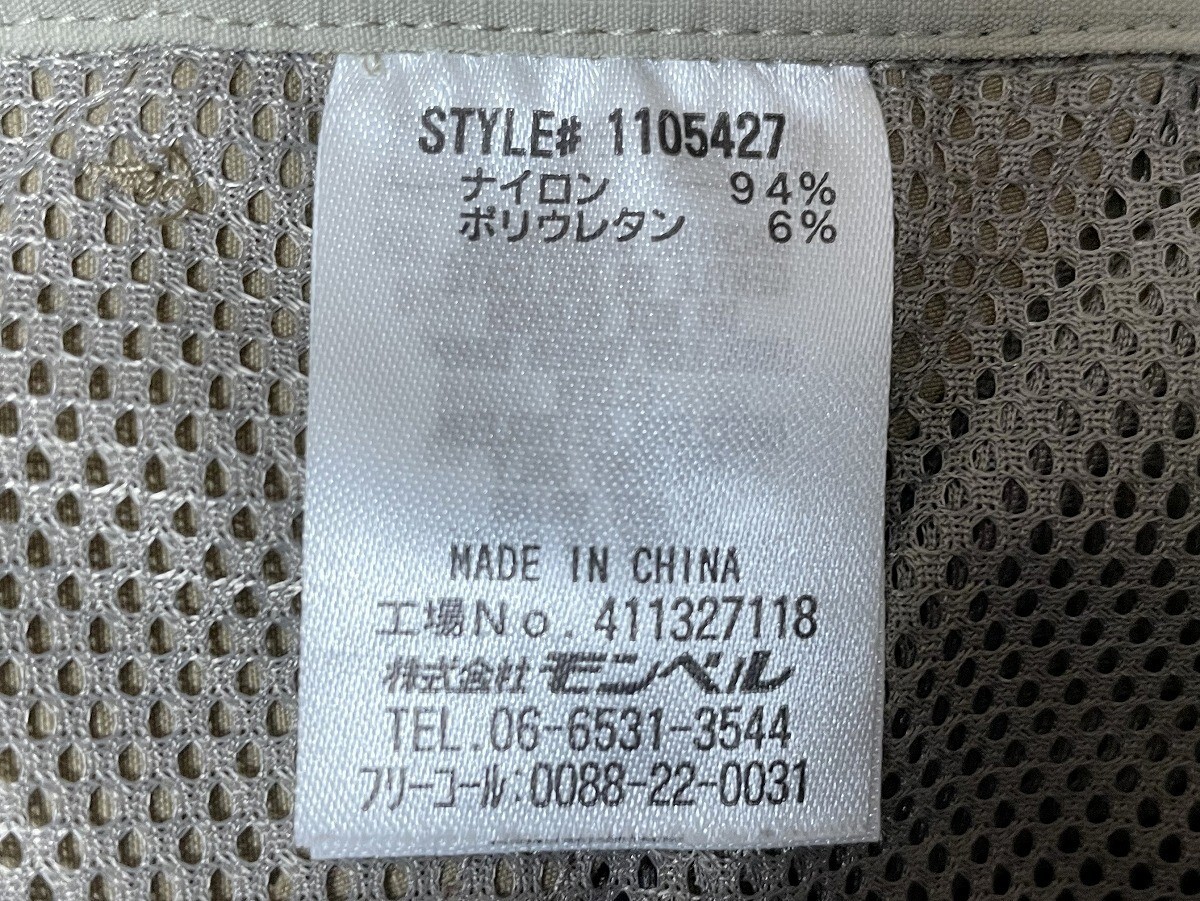 STYLE# 1105427
ナイロン 94%
ポリウレタン 6%
MADE IN CHINA
工場No. 411327118
株式会社 モンベル
TEL. 06-6531-3544
フリーコール:0088-22-0031